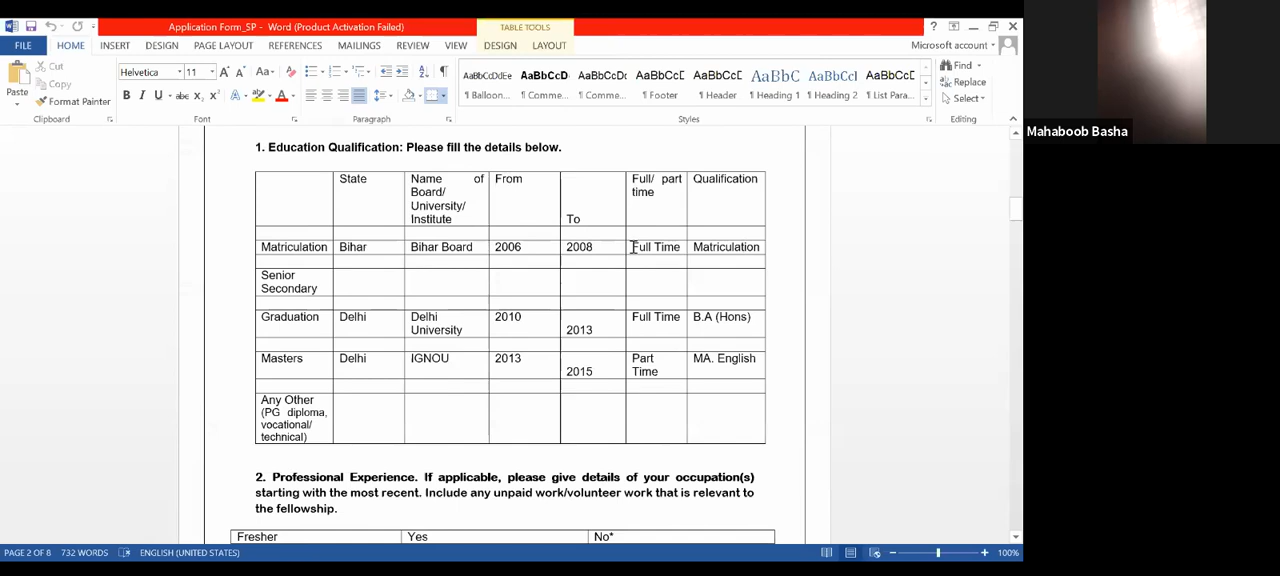 Application Form_5P - Word (Product Activation Failed)
TABLE TOOLS
FILE HOME INSERT DESIGN PAGE LAYOUT REFERENCES MAILINGS REVIEW VIEW DESIGN LAYOUT
Microsoft account
Cut
Copy
Format Painter
Paste
Helvetica 11
AaBbCcDdEe AaBbCc AaBbCcDc AaBbCcD AaBbCcD AaBbC AaBbCcI AaBbCcD
¶ Balloon... ¶ Comme... ¶ Comme... ¶ Footer ¶ Header ¶ Heading 1 ¶ Heading 2 ¶ List Para...
Find
Replace
Select
Clipboard Font Paragraph Styles Editing
Mahaboob Basha
1. Education Qualification: Please fill the details below.
State
Name of Board/ University/ Institute
From
To
Full/ part time
Qualification
Matriculation Bihar Bihar Board 2006 2008 Full Time Matriculation
Senior
Secondary
Graduation Delhi Delhi University 2010 2013 Full Time B.A (Hons)
Masters Delhi IGNOU 2013 2015 Part Time MA. English
Any Other
(PG diploma,
vocational/
technical)
2. Professional Experience. If applicable, please give details of your occupation(s)
starting with the most recent. Include any unpaid work/volunteer work that is relevant to
the fellowship.
Fresher Yes No*
PAGE 2 OF 8 732 WORDS ENGLISH (UNITED STATES) 100%